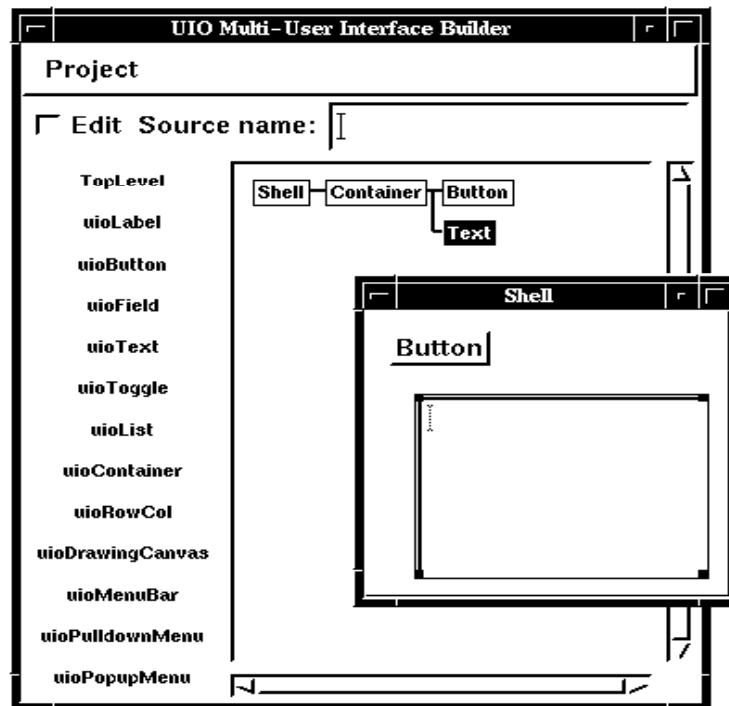 UIO Multi-User Interface Builder
Project
Edit Source name:
TopLevel
uioLabel
uioButton
uioField
uioText
uioToggle
uioList
uioContainer
uioRowCol
uioDrawingCanvas
uioMenuBar
uioPulldownMenu
uioPopupMenu
Shell Container Button
Text
Shell
Button